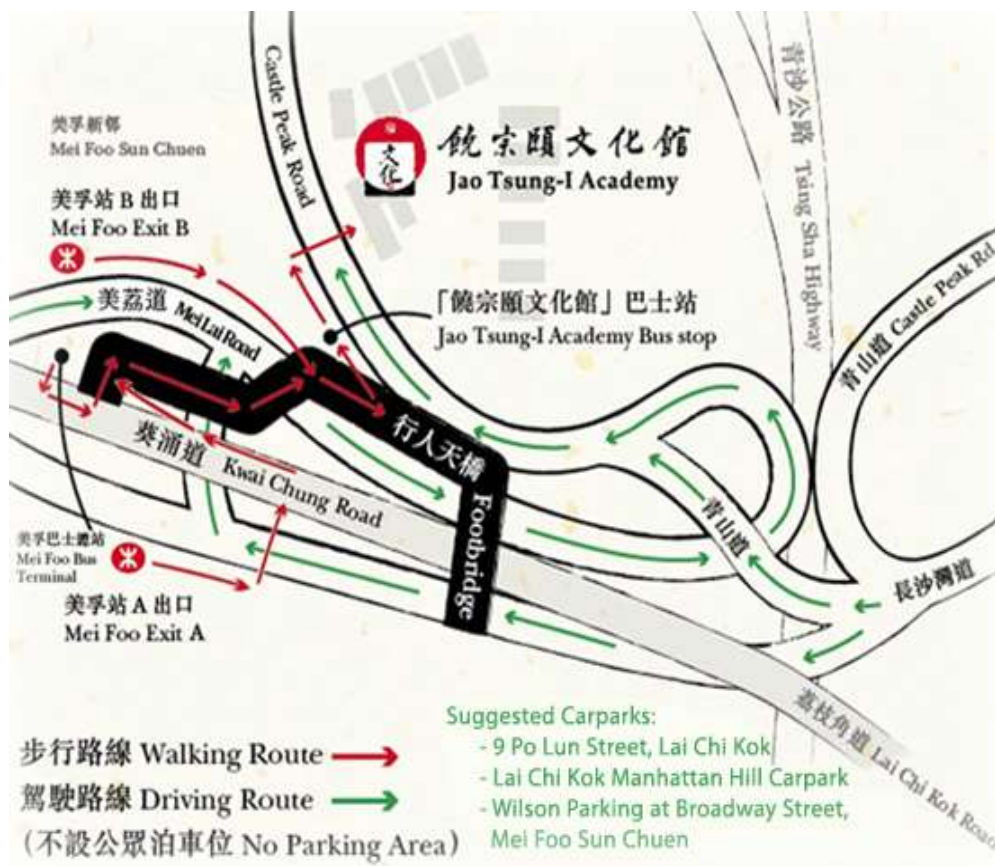 青沙公路 Tsing Sha Highway
Castle Peak Road
美孚新邨
Mei Foo Sun Chuen
文化
饒宗頤文化館
Jao Tsung-I Academy
美孚站 B 出口
Mei Foo Exit B
美荔道 Mei Lai Road
「饒宗頤文化館」巴士站
Jao Tsung-I Academy Bus stop
青山道 Castle Peak Rd
行人天橋
Footbridge
葵涌道 Kwai Chung Road
青山道
長沙灣道
美孚巴士總站
Mei Foo Bus
Terminal
美孚站 A 出口
Mei Foo Exit A
荔枝角道 Lai Chi Kok Road
步行路線 Walking Route
駕駛路線 Driving Route
(不設公眾泊車位 No Parking Area)
Suggested Carparks:
- 9 Po Lun Street, Lai Chi Kok
- Lai Chi Kok Manhattan Hill Carpark
- Wilson Parking at Broadway Street,
Mei Foo Sun Chuen